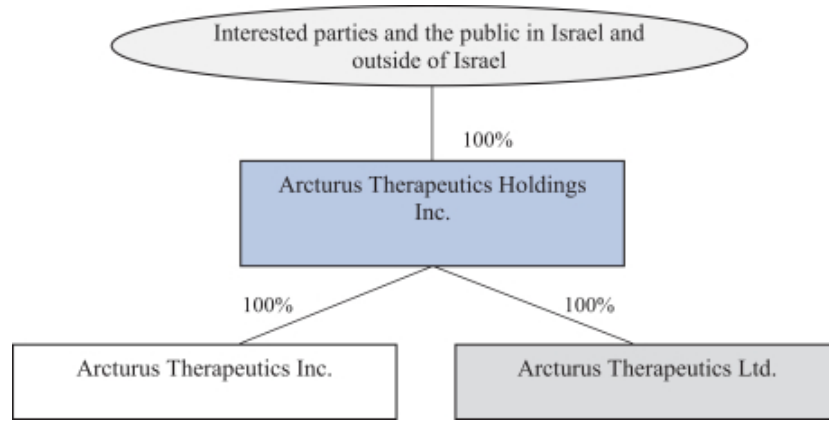 Interested parties and the public in Israel and
outside of Israel
100%
Arcturus Therapeutics Holdings
Inc.
100%
100%
Arcturus Therapeutics Inc.
Arcturus Therapeutics Ltd.